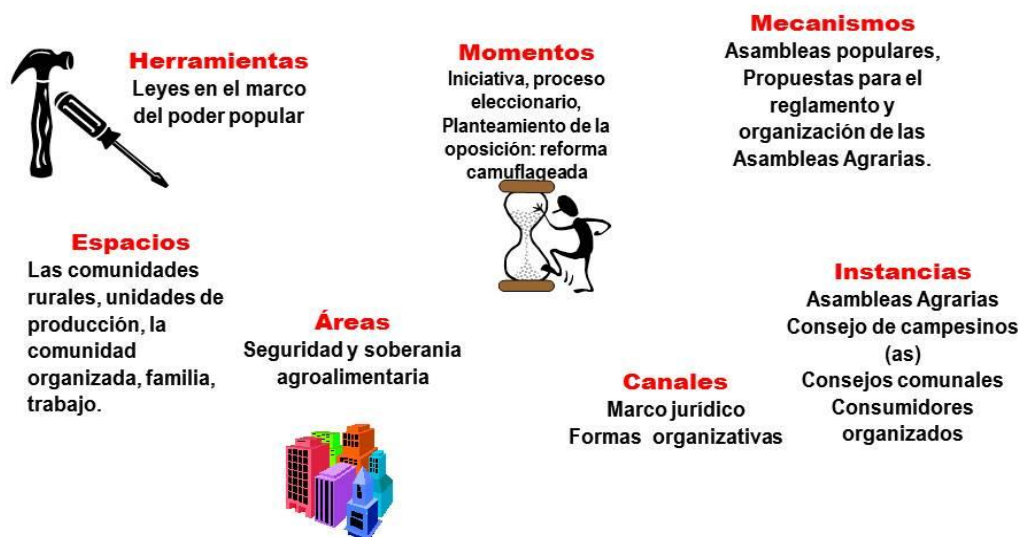 Herramientas
Leyes en el marco
del poder popular
Momentos
Iniciativa, proceso
eleccionario,
Planteamiento de la
oposición: reforma
camuflageada
Mecanismos
Asambleas populares,
Propuestas para el
reglamento y
organización de las
Asambleas Agrarias.
Espacios
Las comunidades
rurales, unidades de
producción, la
comunidad
organizada, familia,
trabajo.
Áreas
Seguridad y soberania
agroalimentaria
Canales
Marco jurídico
Formas organizativas
Instancias
Asambleas Agrarias
Consejo de campesinos
(as)
Consejos comunales
Consumidores
organizados